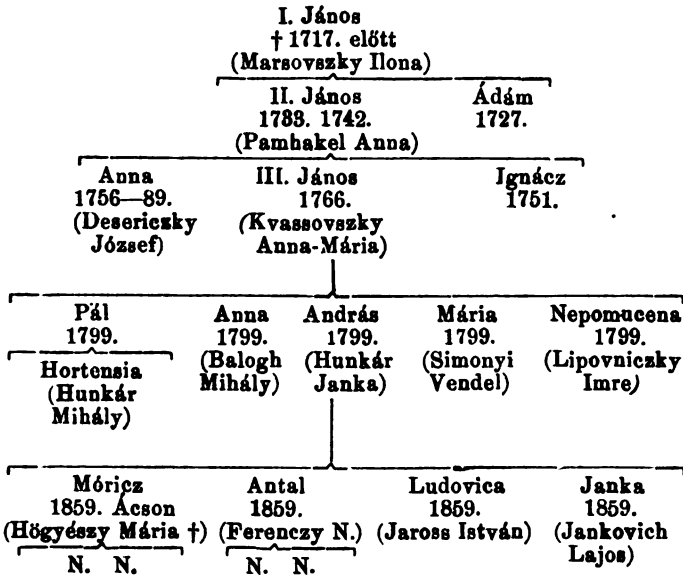 I. János
† 1717. előtt
(Marsovszky Ilona)
II. János Ádám
1733. 1742. 1727.
(Pamhakel Anna)
Anna III. János Ignácz
1756—89. 1766. 1751.
(Desericzky (Kvassovszky
József) Anna-Mária)
Pál Anna András Mária Nepomucena
1799. 1799. 1799. 1799. 1799.
Hortensia (Balogh (Hunkár (Simonyi (Lipovniczky
(Hunkár Mihály) Janka) Vendel) Imre)
Mihály)
Móricz Antal Ludovica Janka
1859. Ácson 1859. 1859. 1859.
(Högyészy Mária †) (Ferenczy N.) (Jaross István) (Jankovich
Lajos)
N. N. N. N.